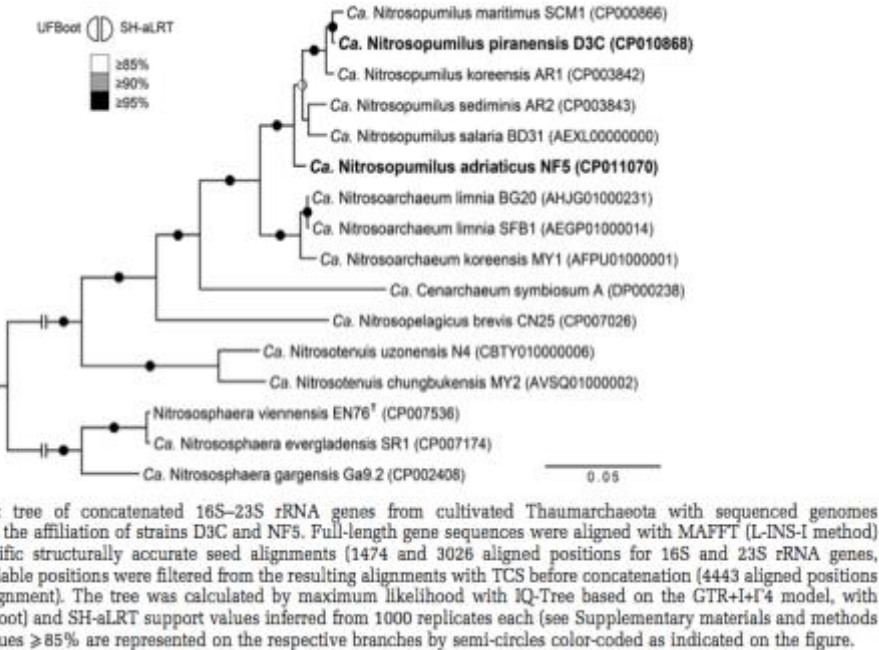 UFBoot SH-aLRT
≥85%
≥90%
≥95%
Ca. Nitrosopumilus maritimus SCM1 (CP000866)
Ca. Nitrosopumilus piranensis D3C (CP010868)
Ca. Nitrosopumilus koreensis AR1 (CP003842)
Ca. Nitrosopumilus sediminis AR2 (CP003843)
Ca. Nitrosopumilus salaria BD31 (AEXL00000000)
Ca. Nitrosopumilus adriaticus NF5 (CP011070)
Ca. Nitrosoarchaeum limnia BG20 (AHJG01000231)
Ca. Nitrosoarchaeum limnia SFB1 (AEGP01000014)
Ca. Nitrosoarchaeum koreensis MY1 (AFPU01000001)
Ca. Cenarchaeum symbiosum A (DP000238)
Ca. Nitrosopelagicus brevis CN25 (CP007026)
Ca. Nitrosotenuis uzonensis N4 (CBTY010000006)
Ca. Nitrosotenuis chungbukensis MY2 (AVSQ01000002)
Nitrososphaera viennensis EN76ᵀ (CP007536)
Ca. Nitrososphaera evergladensis SR1 (CP007174)
Ca. Nitrososphaera gargensis Ga9.2 (CP002408)
0.05
tree of concatenated 16S–23S rRNA genes from cultivated Thaumarchaeota with sequenced genomes
the affiliation of strains D3C and NF5. Full-length gene sequences were aligned with MAFFT (L-INS-I method)
ific structurally accurate seed alignments (1474 and 3026 aligned positions for 16S and 23S rRNA genes,
iable positions were filtered from the resulting alignments with TCS before concatenation (4443 aligned positions
gnment). The tree was calculated by maximum likelihood with IQ-Tree based on the GTR+I+Γ4 model, with
oot) and SH-aLRT support values inferred from 1000 replicates each (see Supplementary materials and methods
ues ⩾85% are represented on the respective branches by semi-circles color-coded as indicated on the figure.